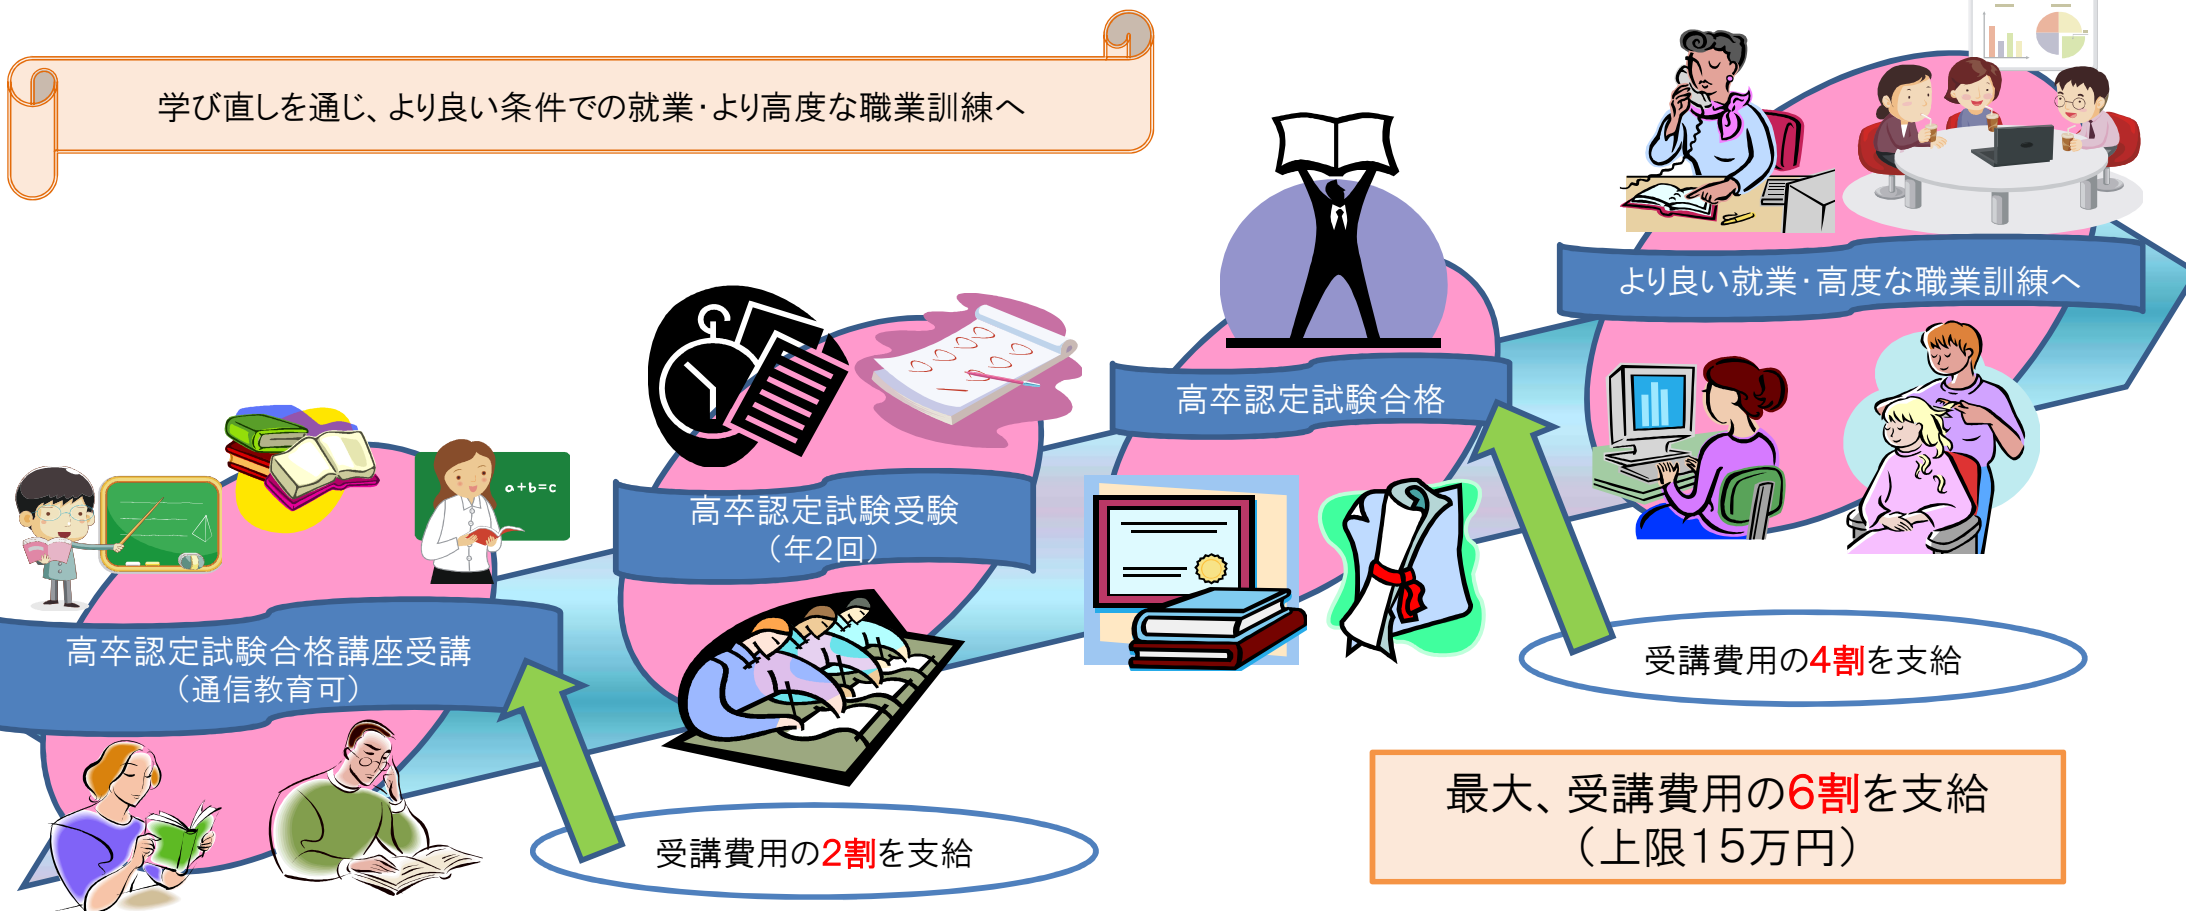 学び直しを通じ、より良い条件での就業・より高度な職業訓練へ
より良い就業・高度な職業訓練へ
高卒認定試験合格
高卒認定試験受験
（年2回）
a+b=c
高卒認定試験合格講座受講
（通信教育可）
受講費用の4割を支給
受講費用の2割を支給
最大、受講費用の6割を支給
（上限15万円）